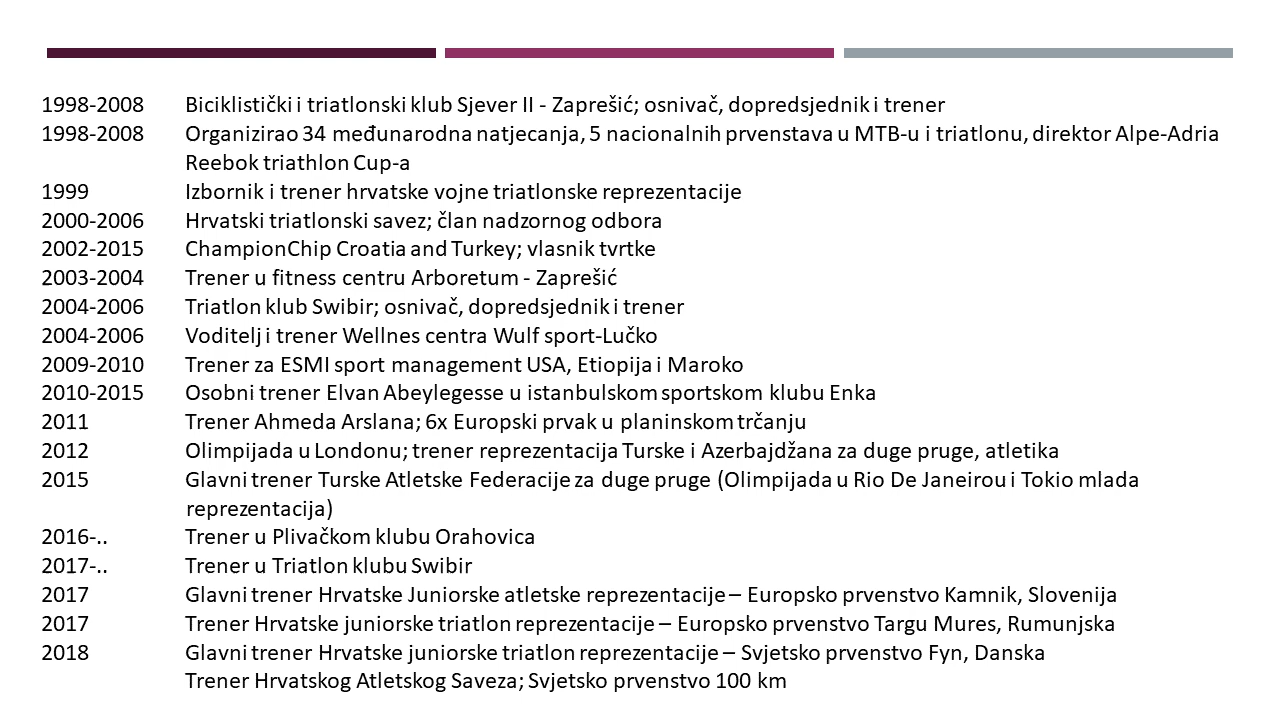 1998-2008 Biciklistički i triatlonski klub Sjever II - Zaprešić; osnivač, dopredsjednik i trener
1998-2008 Organizirao 34 međunarodna natjecanja, 5 nacionalnih prvenstava u MTB-u i triatlonu, direktor Alpe-Adria
Reebok triathlon Cup-a
1999 Izbornik i trener hrvatske vojne triatlonske reprezentacije
2000-2006 Hrvatski triatlonski savez; član nadzornog odbora
2002-2015 ChampionChip Croatia and Turkey; vlasnik tvrtke
2003-2004 Trener u fitness centru Arboretum - Zaprešić
2004-2006 Triatlon klub Swibir; osnivač, dopredsjednik i trener
2004-2006 Voditelj i trener Wellnes centra Wulf sport-Lučko
2009-2010 Trener za ESMI sport management USA, Etiopija i Maroko
2010-2015 Osobni trener Elvan Abeylegesse u istanbulskom sportskom klubu Enka
2011 Trener Ahmeda Arslana; 6x Europski prvak u planinskom trčanju
2012 Olimpijada u Londonu; trener reprezentacija Turske i Azerbajdžana za duge pruge, atletika
2015 Glavni trener Turske Atletske Federacije za duge pruge (Olimpijada u Rio De Janeirou i Tokio mlada
reprezentacija)
2016-.. Trener u Plivačkom klubu Orahovica
2017-.. Trener u Triatlon klubu Swibir
2017 Glavni trener Hrvatske Juniorske atletske reprezentacije – Europsko prvenstvo Kamnik, Slovenija
2017 Trener Hrvatske juniorske triatlon reprezentacije – Europsko prvenstvo Targu Mures, Rumunjska
2018 Glavni trener Hrvatske juniorske triatlon reprezentacije – Svjetsko prvenstvo Fyn, Danska
Trener Hrvatskog Atletskog Saveza; Svjetsko prvenstvo 100 km